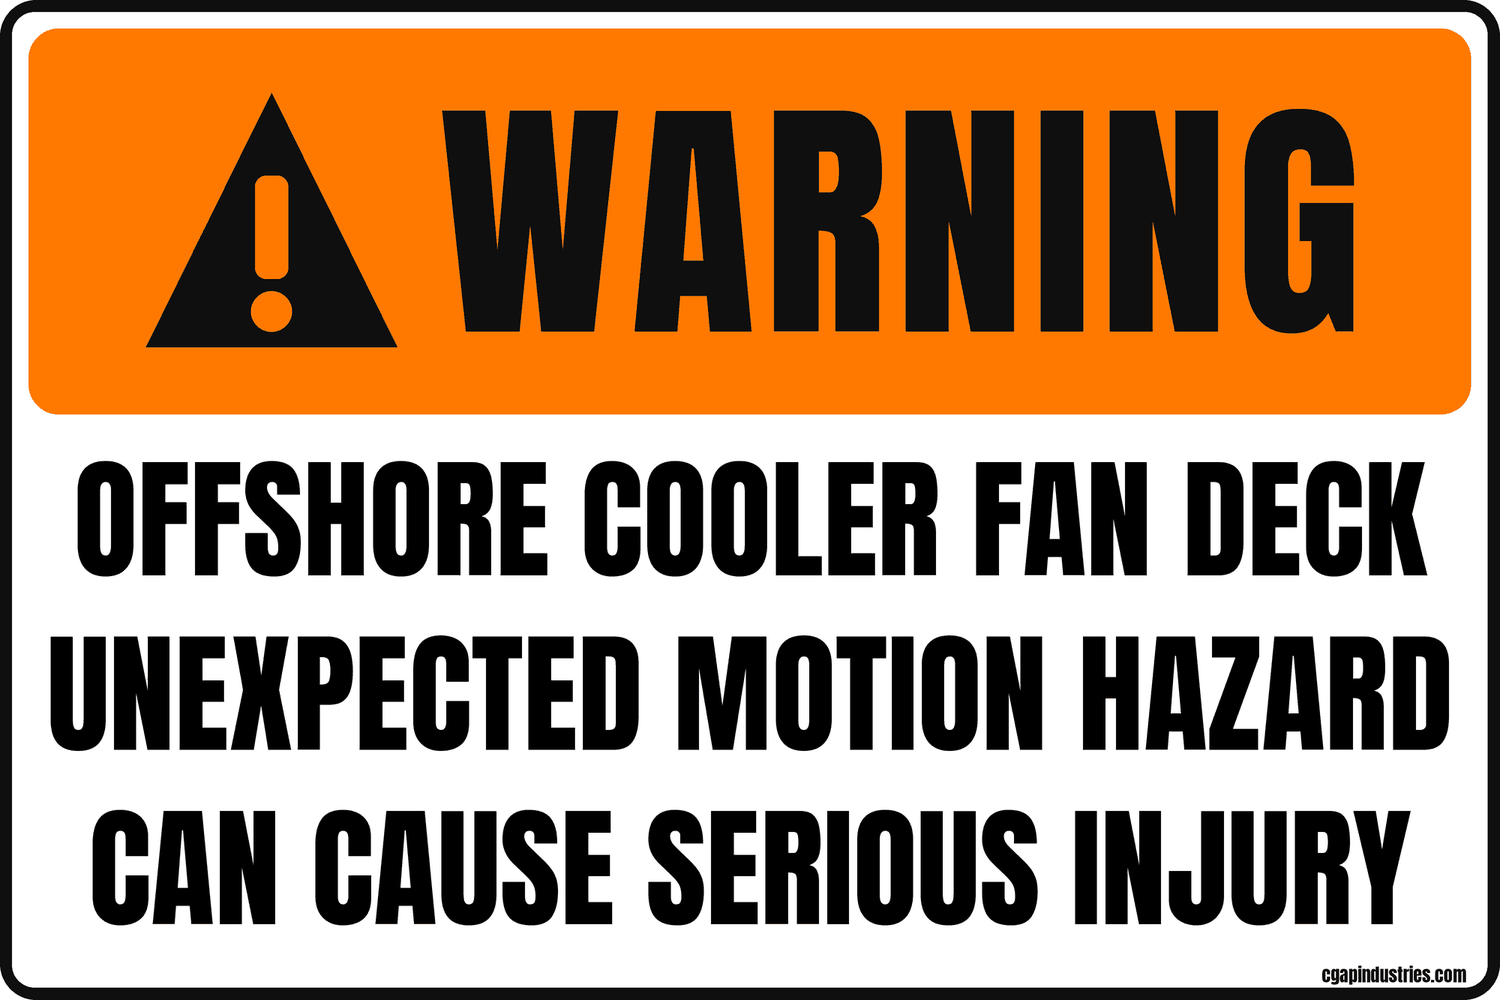 WARNING
OFFSHORE COOLER FAN DECK
UNEXPECTED MOTION HAZARD
CAN CAUSE SERIOUS INJURY
cgapindustries.com